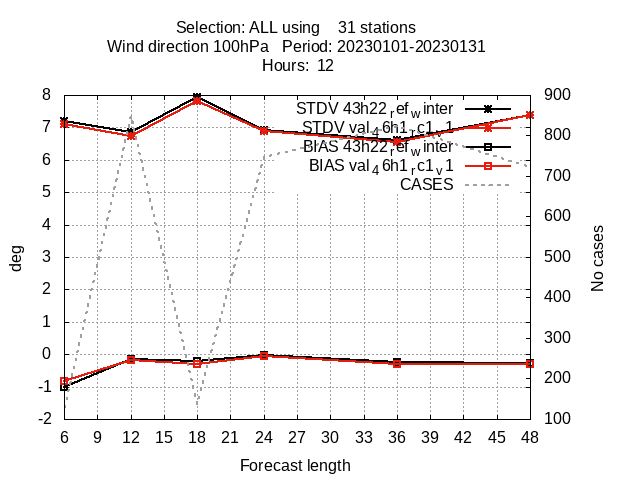 Selection: ALL using 31 stations
Wind direction 100hPa Period: 20230101-20230131
Hours: 12
8 900
STDV 43h22_ref_winter
7 STDV val_46h1_rc1_v1 800
BIAS 43h22_ref_winter
6 BIAS val_46h1_rc1_v1 700
CASES
5 600
4
3 500
deg No cases
2 400
1 300
0
-1 200
-2 100
6 9 12 15 18 21 24 27 30 33 36 39 42 45 48
Forecast length